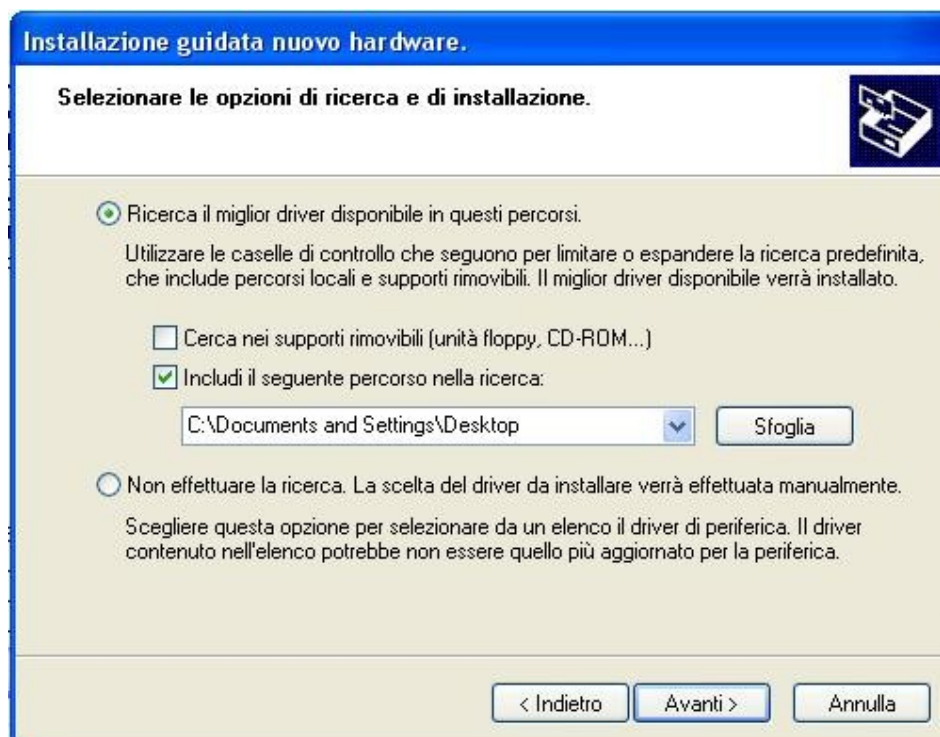 Installazione guidata nuovo hardware.
Selezionare le opzioni di ricerca e di installazione.
Ricerca il miglior driver disponibile in questi percorsi.
Utilizzare le caselle di controllo che seguono per limitare o espandere la ricerca predefinita,
che include percorsi locali e supporti rimovibili. Il miglior driver disponibile verrà installato.
Cerca nei supporti rimovibili (unità floppy, CD-ROM...)
Includi il seguente percorso nella ricerca:
C:\Documents and Settings\Desktop
Sfoglia
Non effettuare la ricerca. La scelta del driver da installare verrà effettuata manualmente.
Scegliere questa opzione per selezionare da un elenco il driver di periferica. Il driver
contenuto nell'elenco potrebbe non essere quello più aggiornato per la periferica.
< Indietro
Avanti >
Annulla